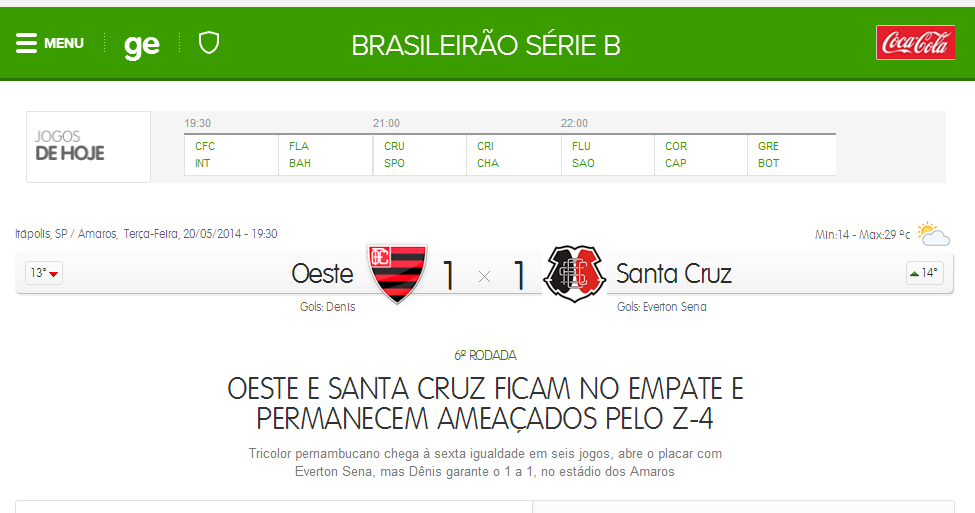 MENU ge BRASILEIRÃO SÉRIE B Coca-Cola
JOGOS
DE HOJE
19:30 21:00 22:00
CFC FLA CRU CRI FLU COR GRE
INT BAH SPO CHA SAO CAP BOT
Itápolis, SP / Amaros, Terça-Feira, 20/05/2014 - 19:30
Min:14 - Max:29 ºc
13° Oeste 1 × 1 Santa Cruz 14°
Gols: Denis Gols: Everton Sena
6ª RODADA
OESTE E SANTA CRUZ FICAM NO EMPATE E
PERMANECEM AMEAÇADOS PELO Z-4
Tricolor pernambucano chega à sexta igualdade em seis jogos, abre o placar com
Everton Sena, mas Dênis garante o 1 a 1, no estádio dos Amaros